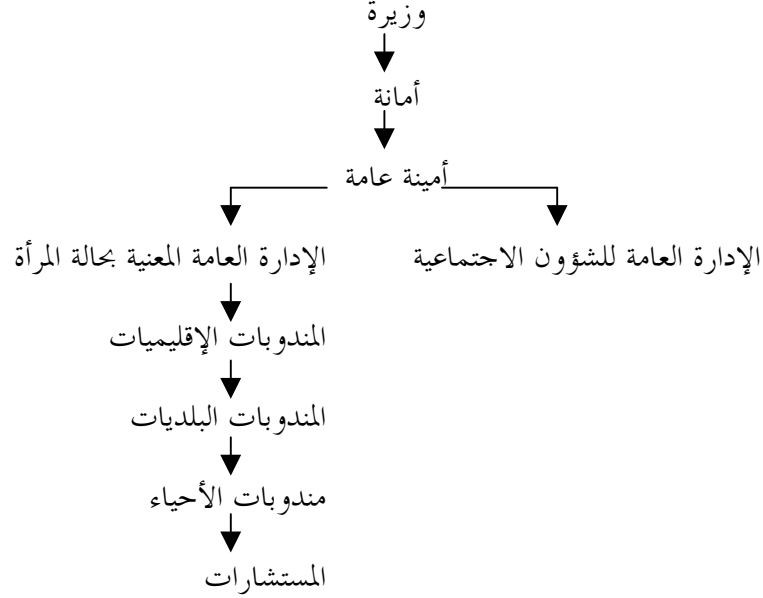 وزيرة
أمانة
أمينة عامة
الإدارة العامة للشؤون الاجتماعية
الإدارة العامة المعنية بحالة المرأة
المندوبات الإقليميات
المندوبات البلديات
مندوبات الأحياء
المستشارات